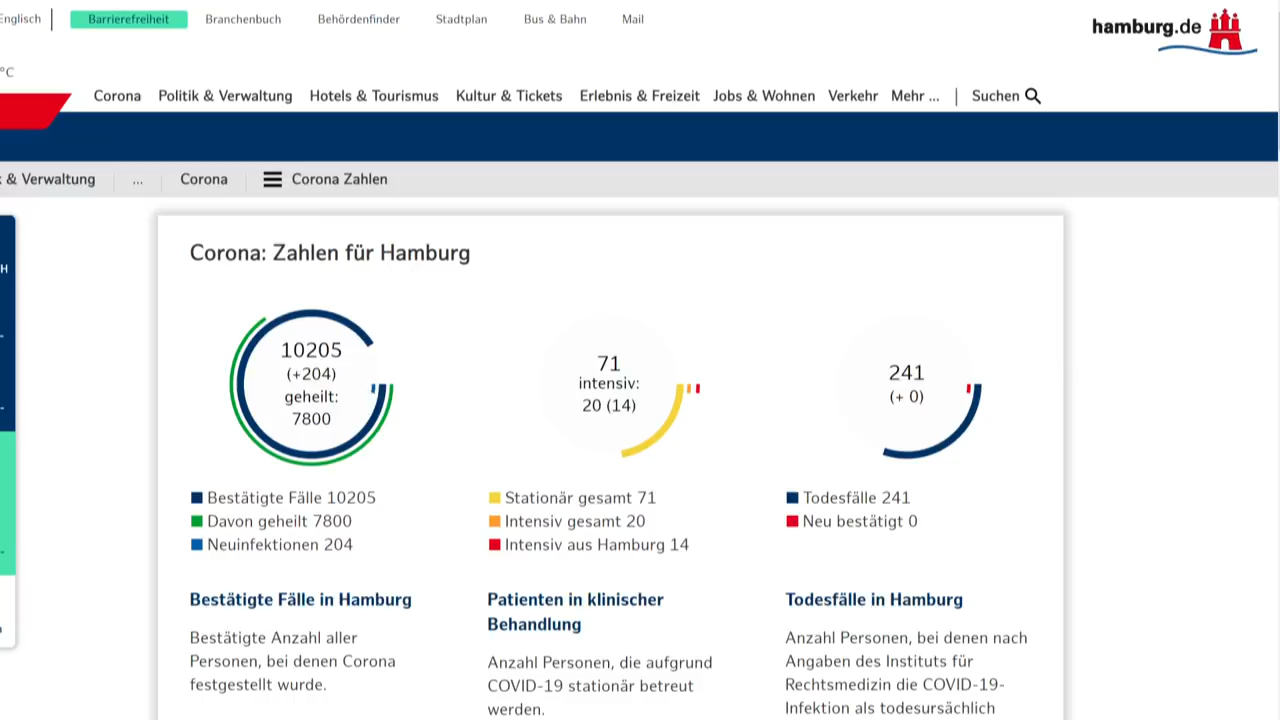 Englisch
Barrierefreiheit
Branchenbuch
Behördenfinder
Stadtplan
Bus & Bahn
Mail
hamburg.de
°C
Corona
Politik & Verwaltung
Hotels & Tourismus
Kultur & Tickets
Erlebnis & Freizeit
Jobs & Wohnen
Verkehr
Mehr ...
Suchen
& Verwaltung
...
Corona
Corona Zahlen
H
Corona: Zahlen für Hamburg
10205
(+204)
geheilt:
7800
71
intensiv:
20 (14)
241
(+ 0)
Bestätigte Fälle 10205
Davon geheilt 7800
Neuinfektionen 204
Stationär gesamt 71
Intensiv gesamt 20
Intensiv aus Hamburg 14
Todesfälle 241
Neu bestätigt 0
Bestätigte Fälle in Hamburg
Bestätigte Anzahl aller
Personen, bei denen Corona
festgestellt wurde.
Patienten in klinischer
Behandlung
Anzahl Personen, die aufgrund
COVID-19 stationär betreut
werden.
Todesfälle in Hamburg
Anzahl Personen, bei denen nach
Angaben des Instituts für
Rechtsmedizin die COVID-19-
Infektion als todesursächlich